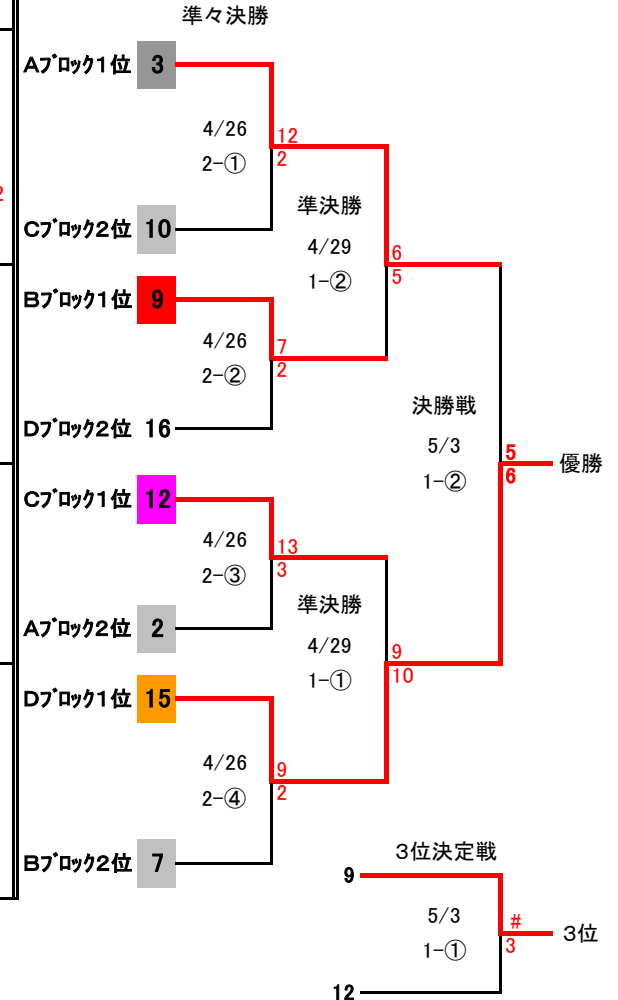 準々決勝
Aブロック1位 3
4/26
12
2-①
2
2
準決勝
Cブロック2位 10
4/29
6
1-②
5
Bブロック1位 9
4/26
7
2-②
2
決勝戦
Dブロック2位 16
5/3
5
優勝
1-②
6
Cブロック1位 12
4/26
13
2-③
3
準決勝
Aブロック2位 2
4/29
9
1-①
10
Dブロック1位 15
4/26
9
2-④
2
3位決定戦
Bブロック2位 7
9
5/3
#
3位
1-①
3
12